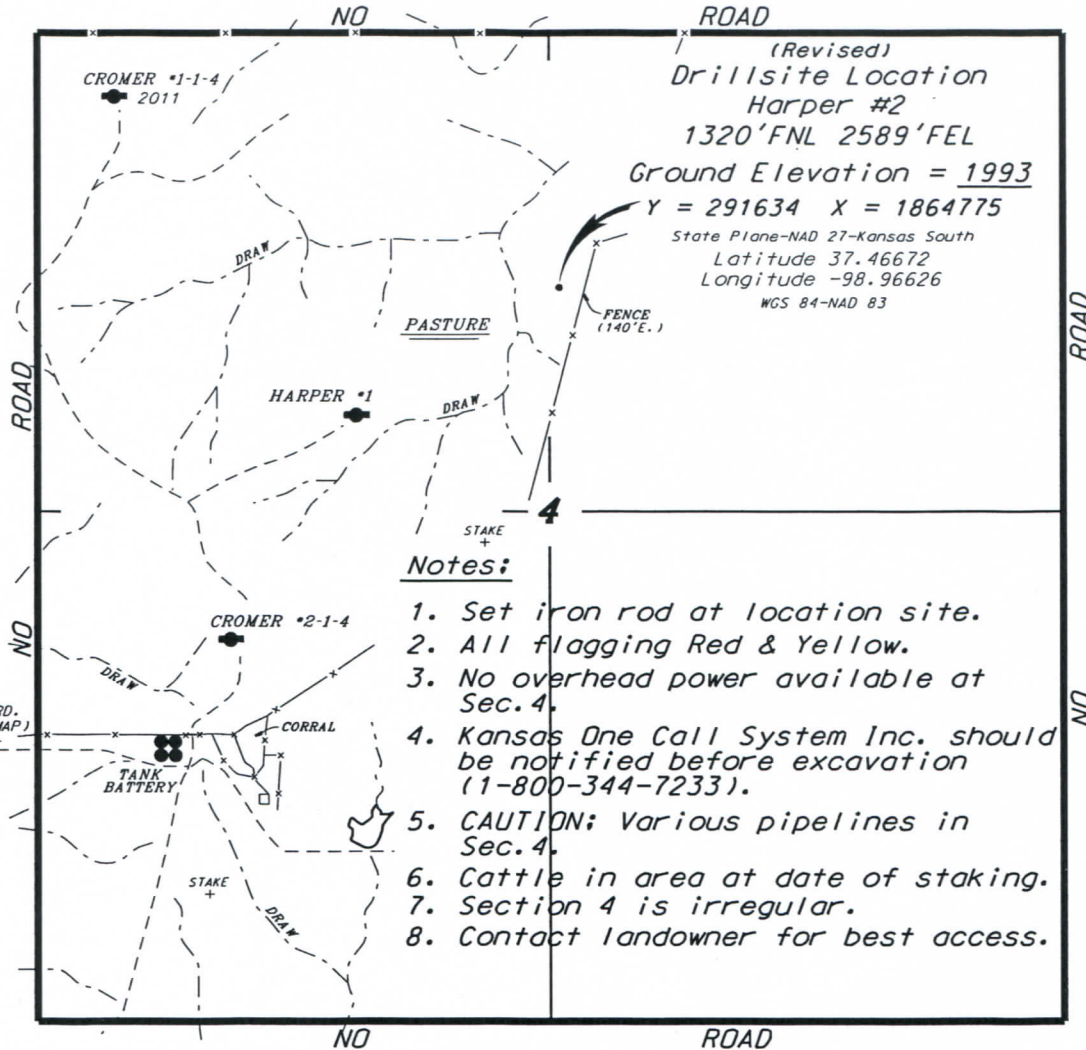 NO ROAD
(Revised)
Drillsite Location
Harper #2
1320'FNL 2589'FEL
Ground Elevation = 1993
Y = 291634 X = 1864775
State Plane-NAD 27-Kansas South
Latitude 37.46672
Longitude -98.96626
WGS 84-NAD 83
CROMER #1-1-4
2011
DRAW
PASTURE
FENCE
(140'E.)
ROAD
ROAD
HARPER #1
DRAW
4
STAKE
NO
NO
CROMER #2-1-4
DRAW
RD.
MAP)
CORRAL
TANK
BATTERY
STAKE
DRAW
Notes:
1. Set iron rod at location site.
2. All flagging Red & Yellow.
3. No overhead power available at
Sec.4.
4. Kansas One Call System Inc. should
be notified before excavation
(1-800-344-7233).
5. CAUTION: Various pipelines in
Sec.4.
6. Cattle in area at date of staking.
7. Section 4 is irregular.
8. Contact landowner for best access.
NO ROAD